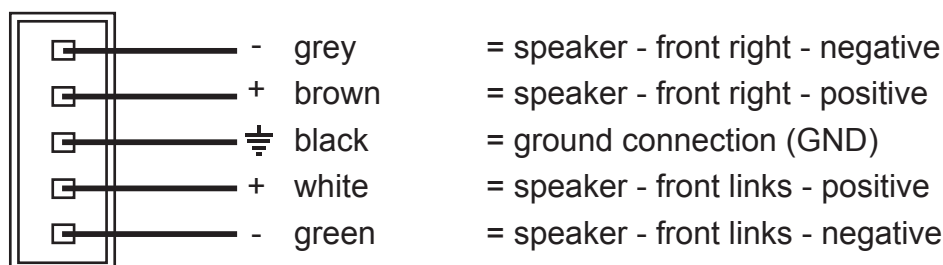 - grey = speaker - front right - negative
+ brown = speaker - front right - positive
black = ground connection (GND)
+ white = speaker - front links - positive
- green = speaker - front links - negative